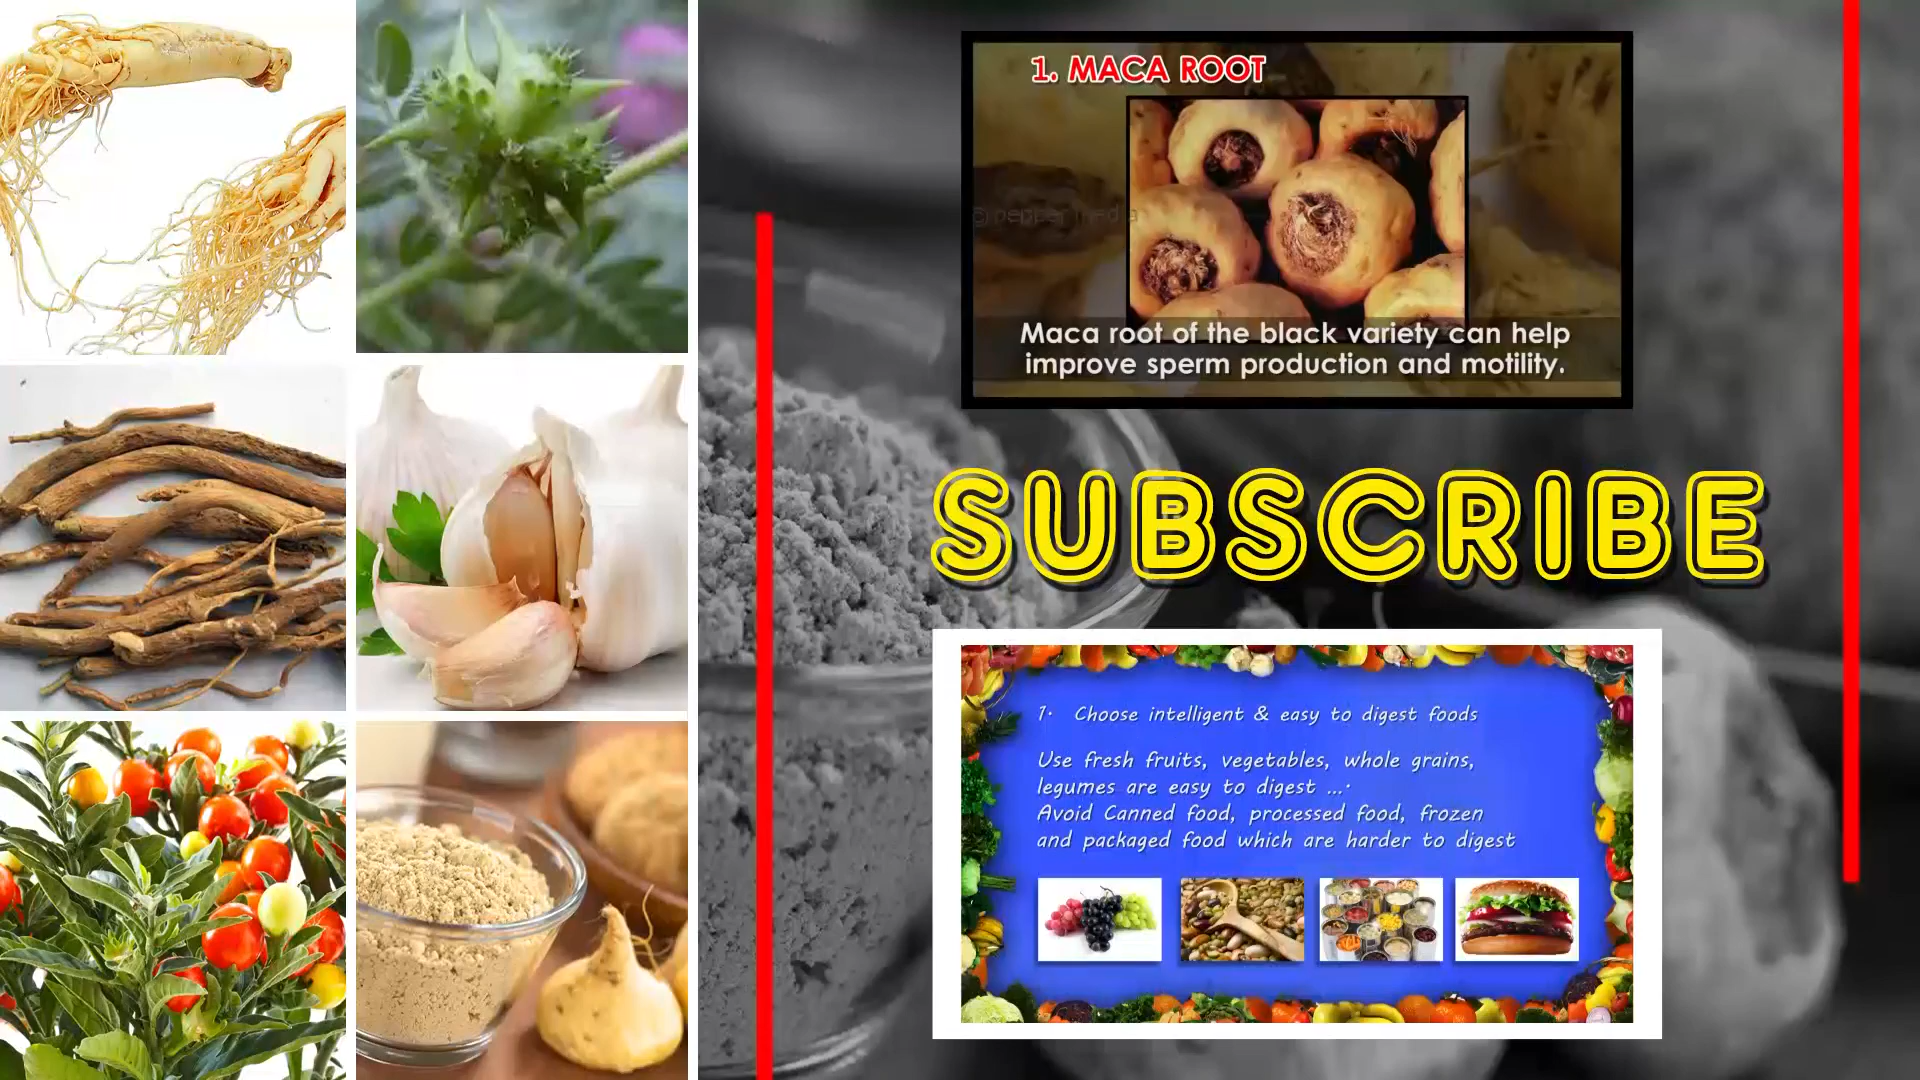 1. MACA ROOT
Maca root of the black variety can help
improve sperm production and motility.
SUBSCRIBE
1. Choose intelligent & easy to digest foods
Use fresh fruits, vegetables, whole grains,
legumes are easy to digest ....
Avoid Canned food, processed food, frozen
and packaged food which are harder to digest